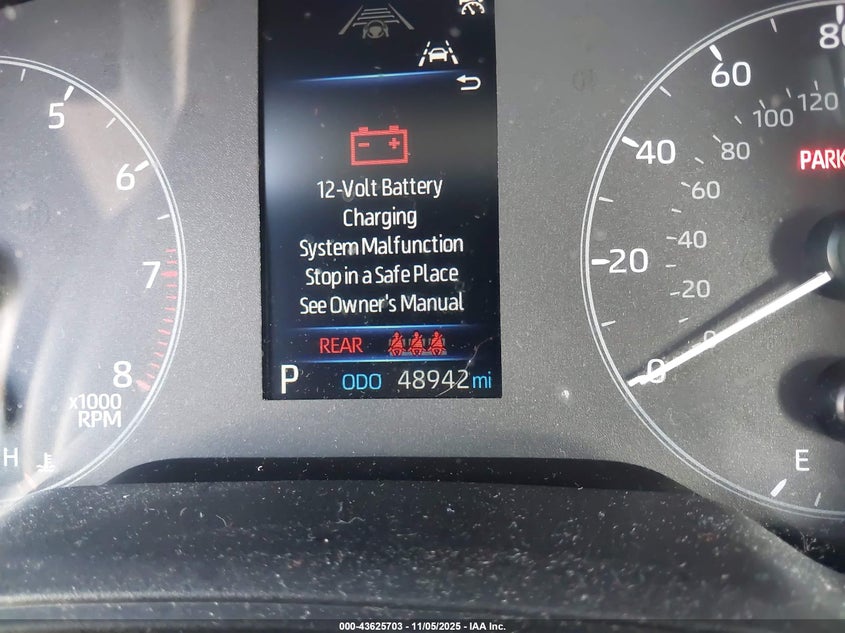 12-Volt Battery
Charging
System Malfunction
Stop in a Safe Place
See Owner's Manual
REAR
P ODO 48942 mi
5
6
7
8
x1000
RPM
H
80
60
40
20
0
120
100
80
60
40
20
0
PARK
E
000-43625703 - 11/05/2025 - IAA Inc.